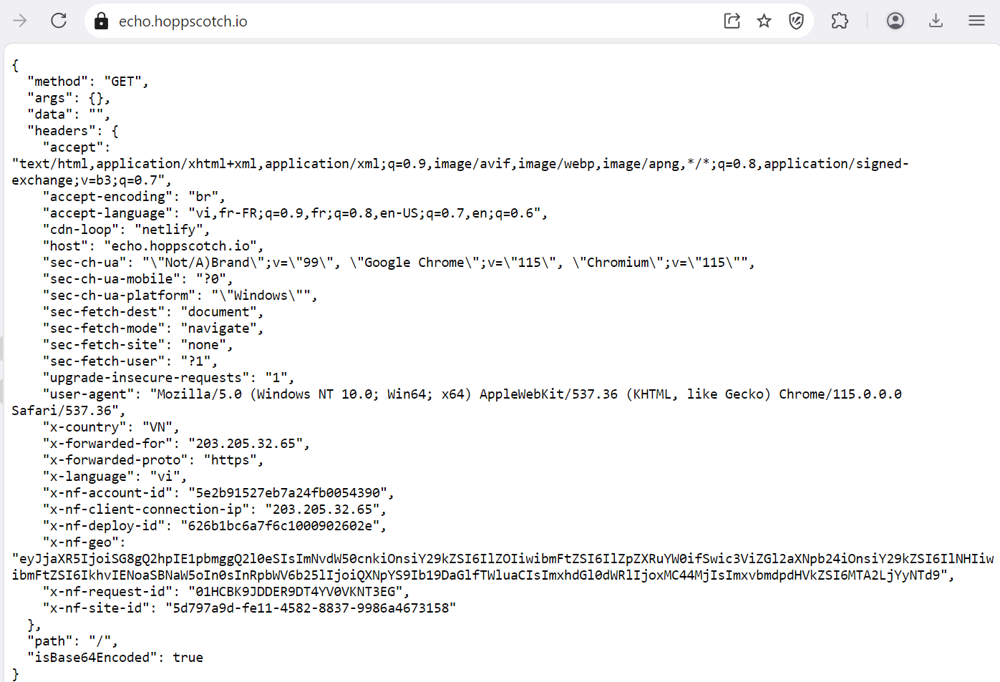 echo.hoppscotch.io
{
  "method": "GET",
  "args": {},
  "data": "",
  "headers": {
    "accept":
"text/html,application/xhtml+xml,application/xml;q=0.9,image/avif,image/webp,image/apng,*/*;q=0.8,application/signed-
exchange;v=b3;q=0.7",
    "accept-encoding": "br",
    "accept-language": "vi,fr-FR;q=0.9,fr;q=0.8,en-US;q=0.7,en;q=0.6",
    "cdn-loop": "netlify",
    "host": "echo.hoppscotch.io",
    "sec-ch-ua": "\"Not/A)Brand\";v=\"99\", \"Google Chrome\";v=\"115\", \"Chromium\";v=\"115\"",
    "sec-ch-ua-mobile": "?0",
    "sec-ch-ua-platform": "\"Windows\"",
    "sec-fetch-dest": "document",
    "sec-fetch-mode": "navigate",
    "sec-fetch-site": "none",
    "sec-fetch-user": "?1",
    "upgrade-insecure-requests": "1",
    "user-agent": "Mozilla/5.0 (Windows NT 10.0; Win64; x64) AppleWebKit/537.36 (KHTML, like Gecko) Chrome/115.0.0.0
Safari/537.36",
    "x-country": "VN",
    "x-forwarded-for": "203.205.32.65",
    "x-forwarded-proto": "https",
    "x-language": "vi",
    "x-nf-account-id": "5e2b91527eb7a24fb0054390",
    "x-nf-client-connection-ip": "203.205.32.65",
    "x-nf-deploy-id": "626b1bc6a7f6c1000902602e",
    "x-nf-geo":
"eyJjaXR5IjoiSG8gQ2hpIE1pbmggQ2l0eSIsImNvdW50cnkiOnsiY29kZSI6IlZOIiwibmFtZSI6IlZpZXRuYW0ifSwic3ViZGl2aXNpb24iOnsiY29kZSI6IlNHIiw
ibmFtZSI6IkhvIENoaSBNaW5oIn0sInRpbWV6b25lIjoiQXNpYS9Ib19DaGlfTWluaCIsImxhdGl0dWRlIjoxMC44MjIsImxvbmdpdHVkZSI6MTA2LjYyNTd9",
    "x-nf-request-id": "01HCBK9JDDER9DT4YV0VKNT3EG",
    "x-nf-site-id": "5d797a9d-fe11-4582-8837-9986a4673158"
  },
  "path": "/",
  "isBase64Encoded": true
}